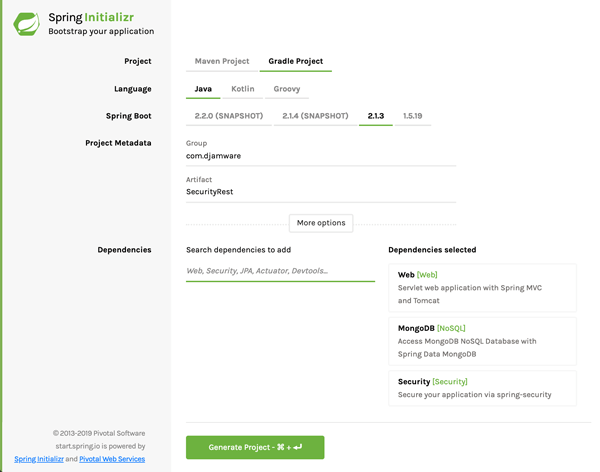 Spring Initializr
Bootstrap your application
Project
Maven Project
Gradle Project
Language
Java
Kotlin
Groovy
Spring Boot
2.2.0 (SNAPSHOT)
2.1.4 (SNAPSHOT)
2.1.3
1.5.19
Project Metadata
Group
com.djamware
Artifact
SecurityRest
More options
Dependencies
Search dependencies to add
Web, Security, JPA, Actuator, Devtools...
Dependencies selected
Web [Web]
Servlet web application with Spring MVC
and Tomcat
MongoDB [NoSQL]
Access MongoDB NoSQL Database with
Spring Data MongoDB
Security [Security]
Secure your application via spring-security
© 2013-2019 Pivotal Software
start.spring.io is powered by
Spring Initializr and Pivotal Web Services
Generate Project - ⌘ + ↵